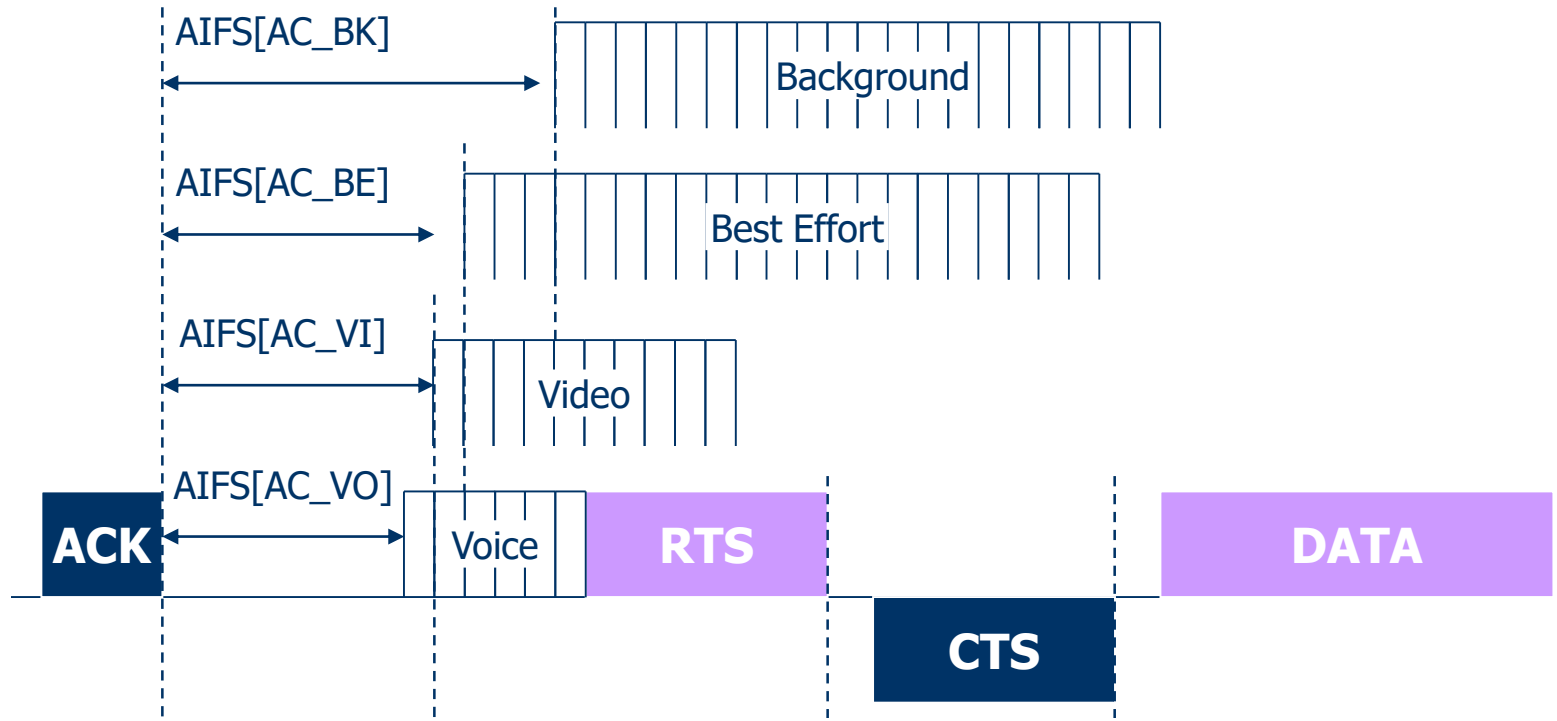 AIFS[AC_BK]
Background
AIFS[AC_BE]
Best Effort
AIFS[AC_VI]
Video
AIFS[AC_VO]
ACK
Voice
RTS
DATA
CTS